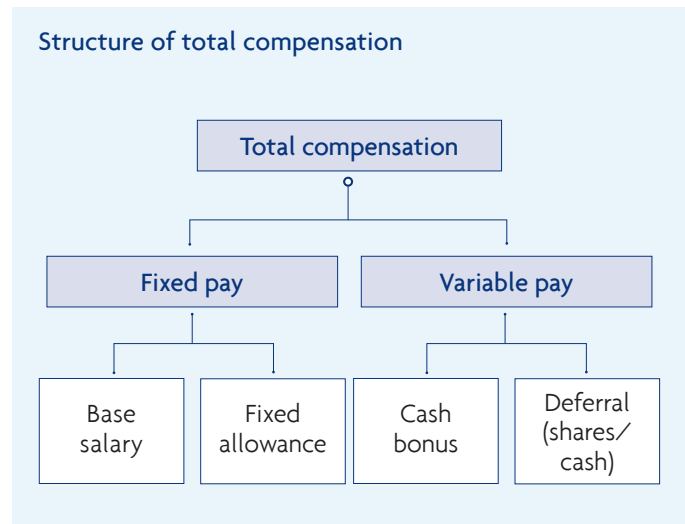 Structure of total compensation
Total compensation
Fixed pay
Variable pay
Base
salary
Fixed
allowance
Cash
bonus
Deferral
(shares/
cash)